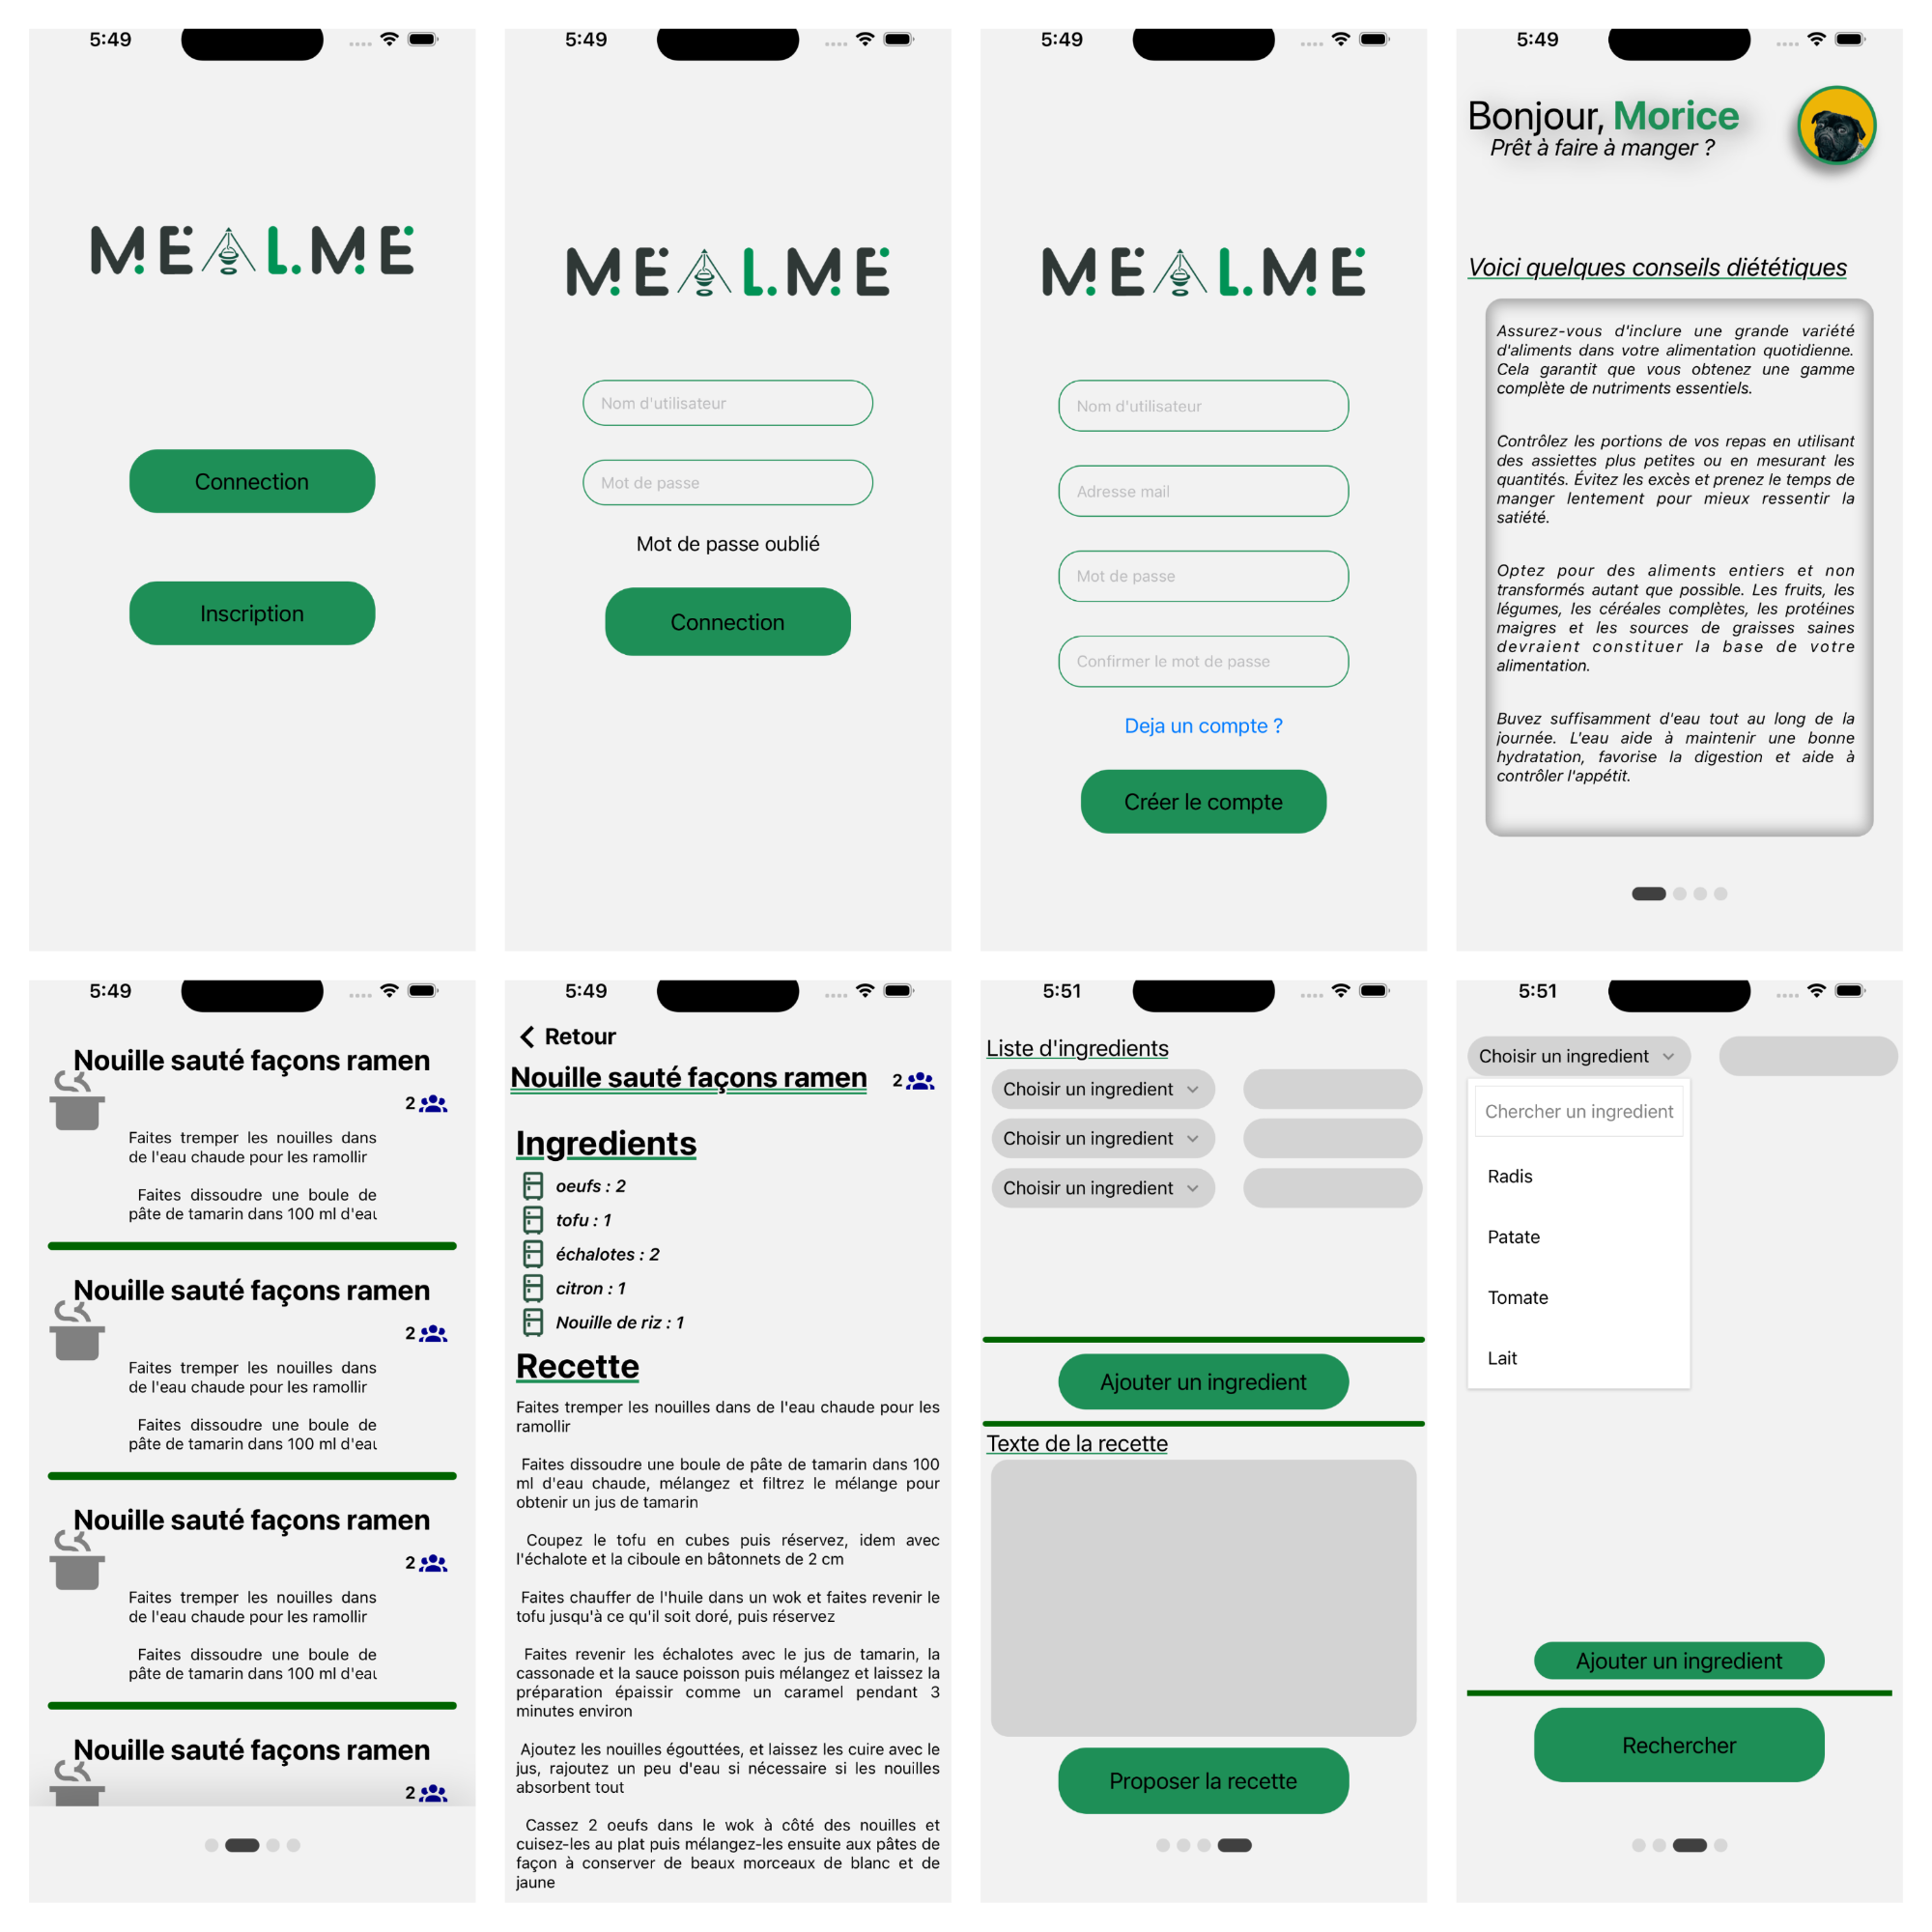 5:49
MEAL.ME
Connection
Inscription
5:49
MEAL.ME
Nom d'utilisateur
Mot de passe
Mot de passe oublié
Connection
5:49
MEAL.ME
Nom d'utilisateur
Adresse mail
Mot de passe
Confirmer le mot de passe
Deja un compte ?
Créer le compte
5:49
Bonjour, Morice
Prêt à faire à manger ?
Voici quelques conseils diététiques
Assurez-vous d'inclure une grande variété
d'aliments dans votre alimentation quotidienne.
Cela garantit que vous obtenez une gamme
complète de nutriments essentiels.
Contrôlez les portions de vos repas en utilisant
des assiettes plus petites ou en mesurant les
quantités. Évitez les excès et prenez le temps de
manger lentement pour mieux ressentir la
satiété.
Optez pour des aliments entiers et non
transformés autant que possible. Les fruits, les
légumes, les céréales complètes, les protéines
maigres et les sources de graisses saines
devraient constituer la base de votre
alimentation.
Buvez suffisamment d'eau tout au long de la
journée. L'eau aide à maintenir une bonne
hydratation, favorise la digestion et aide à
contrôler l'appétit.
5:49
Nouille sauté façons ramen
2
Faites tremper les nouilles dans
de l'eau chaude pour les ramollir
Faites dissoudre une boule de
pâte de tamarin dans 100 ml d'eau
Nouille sauté façons ramen
2
Faites tremper les nouilles dans
de l'eau chaude pour les ramollir
Faites dissoudre une boule de
pâte de tamarin dans 100 ml d'eau
Nouille sauté façons ramen
2
Faites tremper les nouilles dans
de l'eau chaude pour les ramollir
Faites dissoudre une boule de
pâte de tamarin dans 100 ml d'eau
Nouille sauté façons ramen
2
5:49
Retour
Nouille sauté façons ramen 2
Ingredients
oeufs : 2
tofu : 1
échalotes : 2
citron : 1
Nouille de riz : 1
Recette
Faites tremper les nouilles dans de l'eau chaude pour les
ramollir
Faites dissoudre une boule de pâte de tamarin dans 100
ml d'eau chaude, mélangez et filtrez le mélange pour
obtenir un jus de tamarin
Coupez le tofu en cubes puis réservez, idem avec
l'échalote et la ciboule en bâtonnets de 2 cm
Faites chauffer de l'huile dans un wok et faites revenir le
tofu jusqu'à ce qu'il soit doré, puis réservez
Faites revenir les échalotes avec le jus de tamarin, la
cassonade et la sauce poisson puis mélangez et laissez la
préparation épaissir comme un caramel pendant 3
minutes environ
Ajoutez les nouilles égouttées, et laissez les cuire avec le
jus, rajoutez un peu d'eau si nécessaire si les nouilles
absorbent tout
Cassez 2 oeufs dans le wok à côté des nouilles et
cuisez-les au plat puis mélangez-les ensuite aux pâtes de
façon à conserver de beaux morceaux de blanc et de
jaune
5:51
Liste d'ingredients
Choisir un ingredient
Choisir un ingredient
Choisir un ingredient
Ajouter un ingredient
Texte de la recette
Proposer la recette
5:51
Choisir un ingredient
Chercher un ingredient
Radis
Patate
Tomate
Lait
Ajouter un ingredient
Rechercher